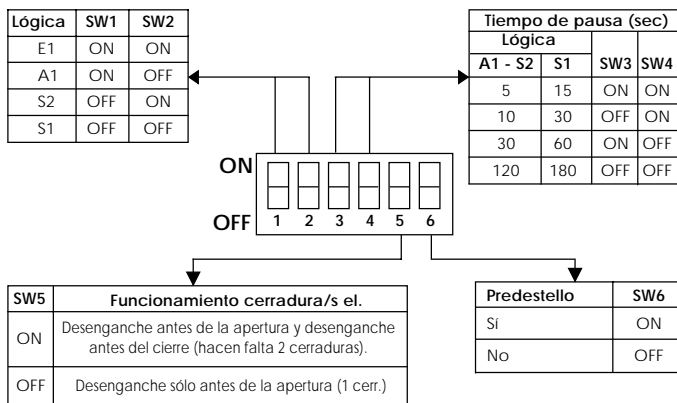 Lógica SW1 SW2
E1 ON ON
A1 ON OFF
S2 OFF ON
S1 OFF OFF
Tiempo de pausa (sec)
Lógica
A1 - S2 S1 SW3 SW4
5 15 ON ON
10 30 OFF ON
30 60 ON OFF
120 180 OFF OFF
ON
OFF 1 2 3 4 5 6
SW5 Funcionamiento cerradura/s el.
ON Desenganche antes de la apertura y desenganche
antes del cierre (hacen falta 2 cerraduras).
OFF Desenganche sólo antes de la apertura (1 cerr.)
Predestello SW6
Sí ON
No OFF